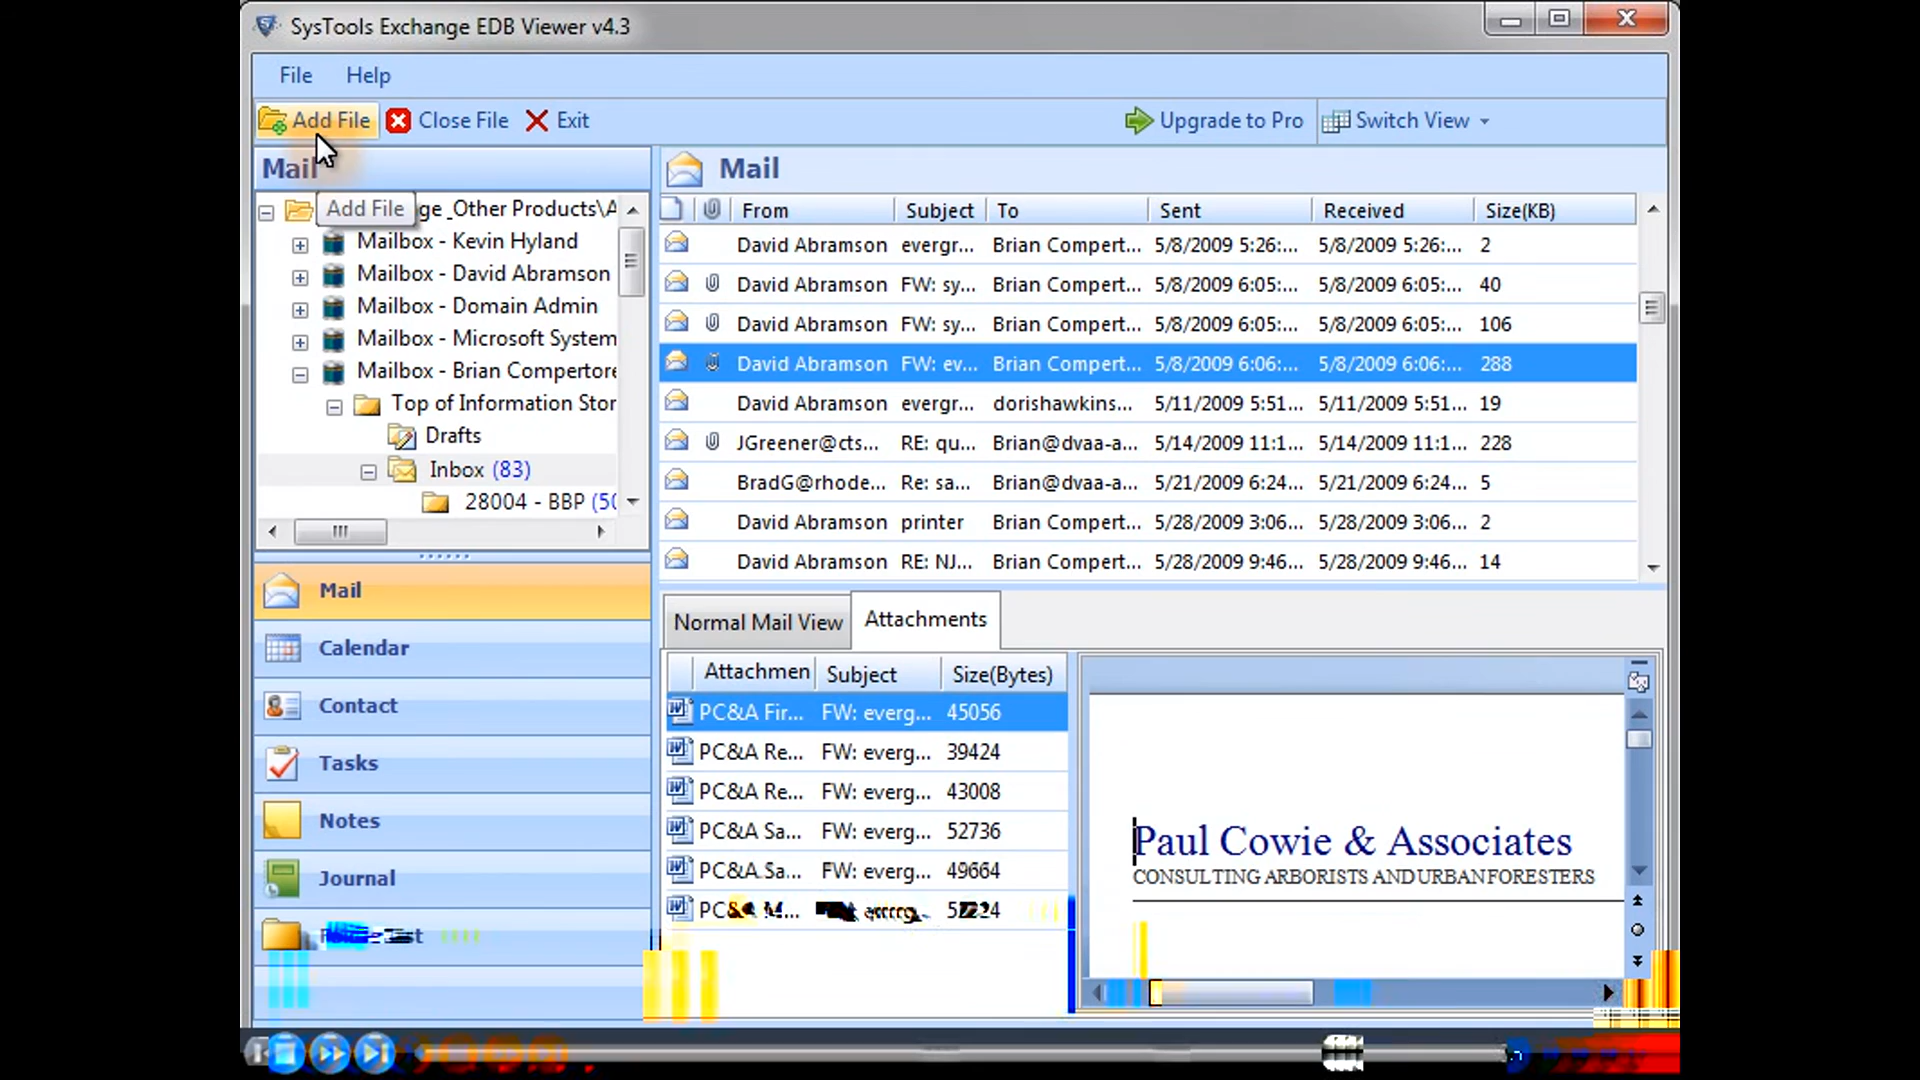 SysTools Exchange EDB Viewer v4.3
File Help
Add File Close File Exit Upgrade to Pro Switch View
Mail
Add File
ge_Other Products\A
Mailbox - Kevin Hyland
Mailbox - David Abramson
Mailbox - Domain Admin
Mailbox - Microsoft System
Mailbox - Brian Compertore
Top of Information Stor
Drafts
Inbox (83)
28004 - BBP (50
Mail
Calendar
Contact
Tasks
Notes
Journal
Mail
From Subject To Sent Received Size(KB)
David Abramson evergr... Brian Compert... 5/8/2009 5:26:... 5/8/2009 5:26:... 2
David Abramson FW: sy... Brian Compert... 5/8/2009 6:05:... 5/8/2009 6:05:... 40
David Abramson FW: sy... Brian Compert... 5/8/2009 6:05:... 5/8/2009 6:05:... 106
David Abramson FW: ev... Brian Compert... 5/8/2009 6:06:... 5/8/2009 6:06:... 288
David Abramson evergr... dorishawkins... 5/11/2009 5:51... 5/11/2009 5:51... 19
JGreener@cts... RE: qu... Brian@dvaa-a... 5/14/2009 11:1... 5/14/2009 11:1... 228
BradG@rhode... Re: sa... Brian@dvaa-a... 5/21/2009 6:24... 5/21/2009 6:24... 5
David Abramson printer Brian Compert... 5/28/2009 3:06... 5/28/2009 3:06... 2
David Abramson RE: NJ... Brian Compert... 5/28/2009 9:46... 5/28/2009 9:46... 14
Normal Mail View Attachments
Attachmen Subject Size(Bytes)
PC&A Fir... FW: everg... 45056
PC&A Re... FW: everg... 39424
PC&A Re... FW: everg... 43008
PC&A Sa... FW: everg... 52736
PC&A Sa... FW: everg... 49664
Paul Cowie & Associates
CONSULTING ARBORISTS AND URBAN FORESTERS